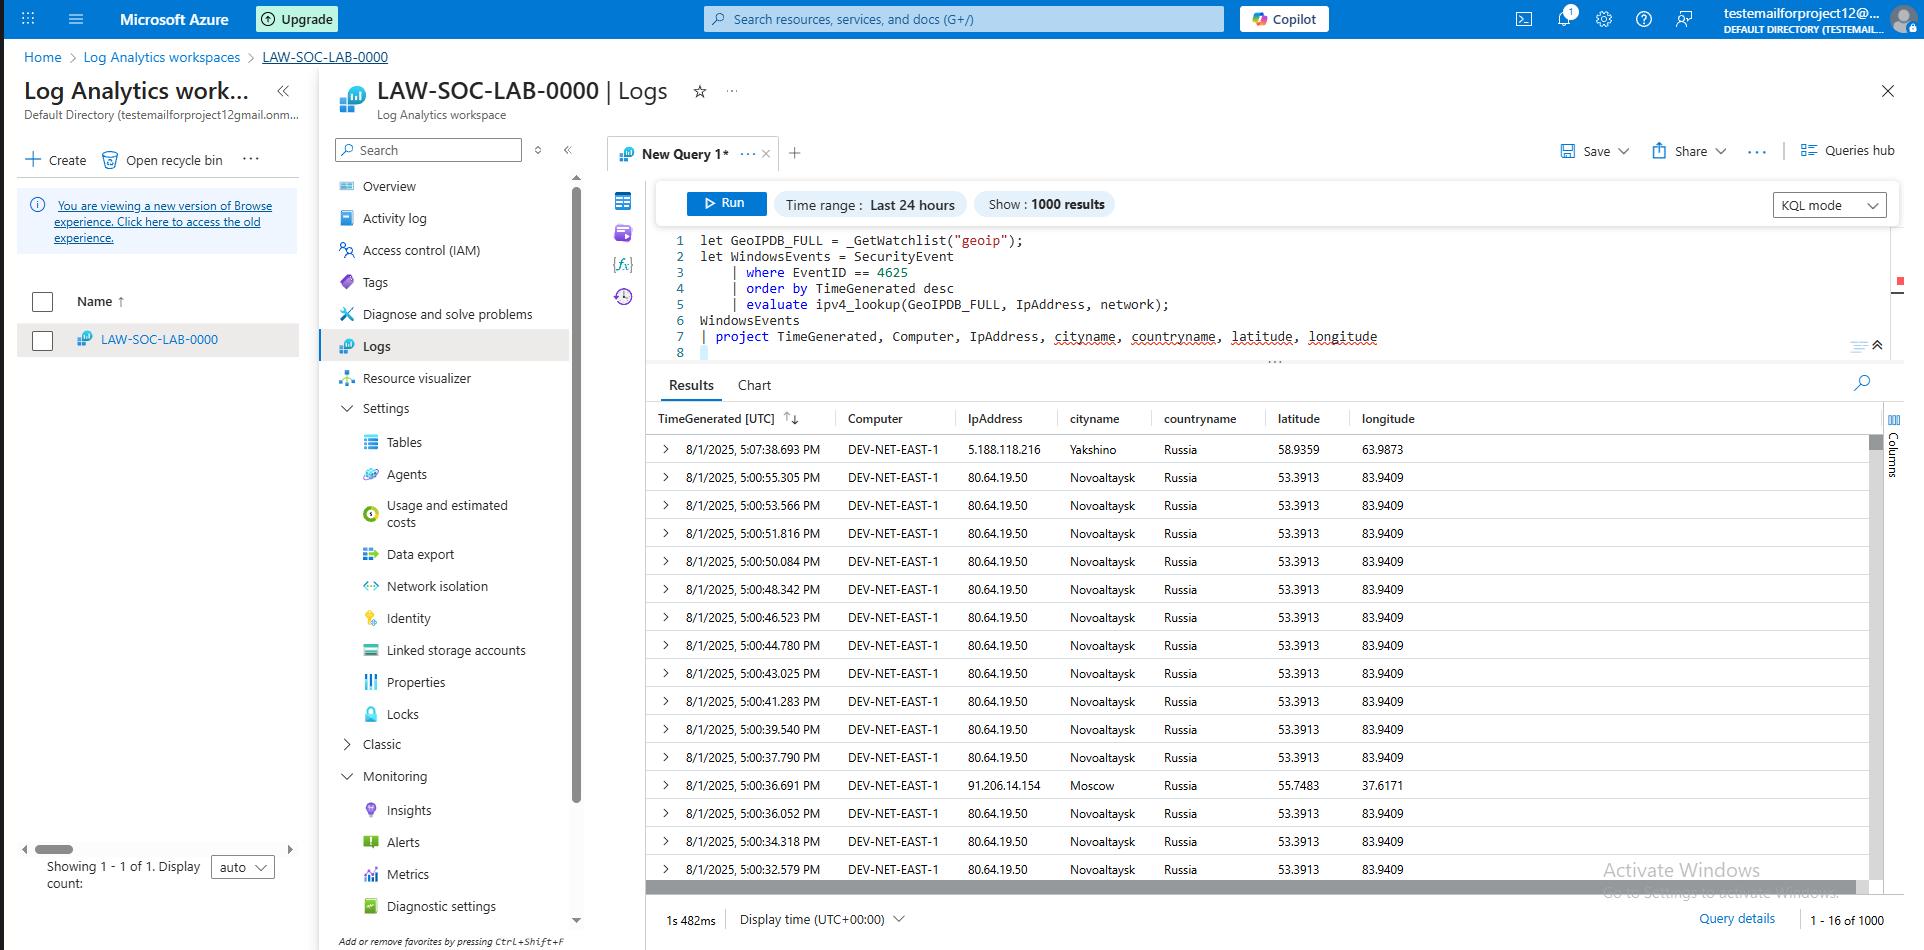 Microsoft Azure
Upgrade
Search resources, services, and docs (G+/)
Copilot
1
testemailforproject12@...
DEFAULT DIRECTORY (TESTEMAIL...
Home > Log Analytics workspaces > LAW-SOC-LAB-0000
Log Analytics work...
Default Directory (testemailforproject12gmail.onm...
Create
Open recycle bin
You are viewing a new version of Browse
experience. Click here to access the old
experience.
Name ↑
LAW-SOC-LAB-0000
Showing 1 - 1 of 1. Display
count:
auto
LAW-SOC-LAB-0000 | Logs
Log Analytics workspace
Search
Overview
Activity log
Access control (IAM)
Tags
Diagnose and solve problems
Logs
Resource visualizer
Settings
Tables
Agents
Usage and estimated
costs
Data export
Network isolation
Identity
Linked storage accounts
Properties
Locks
Classic
Monitoring
Insights
Alerts
Metrics
Diagnostic settings
Add or remove favorites by pressing Ctrl+Shift+F
New Query 1*
Save
Share
Queries hub
Run
Time range : Last 24 hours
Show : 1000 results
KQL mode
1 let GeoIPDB_FULL = _GetWatchlist("geoip");
2 let WindowsEvents = SecurityEvent
3 | where EventID == 4625
4 | order by TimeGenerated desc
5 | evaluate ipv4_lookup(GeoIPDB_FULL, IpAddress, network);
6 WindowsEvents
7 | project TimeGenerated, Computer, IpAddress, cityname, countryname, latitude, longitude
8
Results
Chart
TimeGenerated [UTC] Computer IpAddress cityname countryname latitude longitude
8/1/2025, 5:07:38.693 PM DEV-NET-EAST-1 5.188.118.216 Yakshino Russia 58.9359 63.9873
8/1/2025, 5:00:55.305 PM DEV-NET-EAST-1 80.64.19.50 Novoaltaysk Russia 53.3913 83.9409
8/1/2025, 5:00:53.566 PM DEV-NET-EAST-1 80.64.19.50 Novoaltaysk Russia 53.3913 83.9409
8/1/2025, 5:00:51.816 PM DEV-NET-EAST-1 80.64.19.50 Novoaltaysk Russia 53.3913 83.9409
8/1/2025, 5:00:50.084 PM DEV-NET-EAST-1 80.64.19.50 Novoaltaysk Russia 53.3913 83.9409
8/1/2025, 5:00:48.342 PM DEV-NET-EAST-1 80.64.19.50 Novoaltaysk Russia 53.3913 83.9409
8/1/2025, 5:00:46.523 PM DEV-NET-EAST-1 80.64.19.50 Novoaltaysk Russia 53.3913 83.9409
8/1/2025, 5:00:44.780 PM DEV-NET-EAST-1 80.64.19.50 Novoaltaysk Russia 53.3913 83.9409
8/1/2025, 5:00:43.025 PM DEV-NET-EAST-1 80.64.19.50 Novoaltaysk Russia 53.3913 83.9409
8/1/2025, 5:00:41.283 PM DEV-NET-EAST-1 80.64.19.50 Novoaltaysk Russia 53.3913 83.9409
8/1/2025, 5:00:39.540 PM DEV-NET-EAST-1 80.64.19.50 Novoaltaysk Russia 53.3913 83.9409
8/1/2025, 5:00:37.790 PM DEV-NET-EAST-1 80.64.19.50 Novoaltaysk Russia 53.3913 83.9409
8/1/2025, 5:00:36.691 PM DEV-NET-EAST-1 91.206.14.154 Moscow Russia 55.7483 37.6171
8/1/2025, 5:00:36.052 PM DEV-NET-EAST-1 80.64.19.50 Novoaltaysk Russia 53.3913 83.9409
8/1/2025, 5:00:34.318 PM DEV-NET-EAST-1 80.64.19.50 Novoaltaysk Russia 53.3913 83.9409
8/1/2025, 5:00:32.579 PM DEV-NET-EAST-1 80.64.19.50 Novoaltaysk Russia 53.3913 83.9409
Columns
Activate Windows
Go to Settings to activate Windows.
1s 482ms
Display time (UTC+00:00)
Query details
1 - 16 of 1000